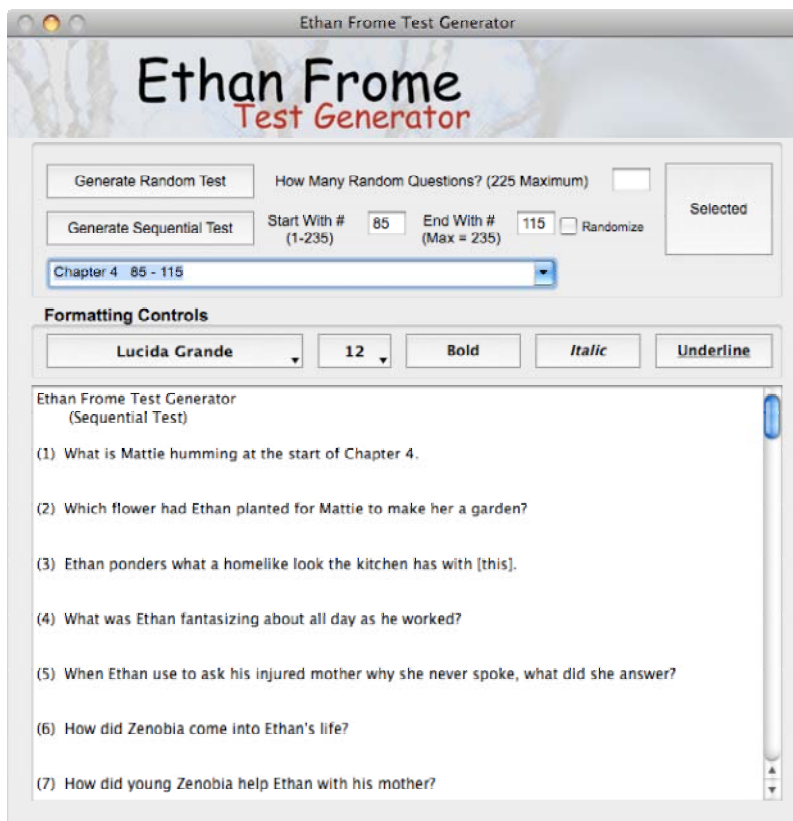 Ethan Frome Test Generator
Ethan Frome
Test Generator
Generate Random Test How Many Random Questions? (225 Maximum)
Selected
Generate Sequential Test Start With # (1-235) 85 End With # (Max = 235) 115 Randomize
Chapter 4 85 - 115
Formatting Controls
Lucida Grande 12 Bold Italic Underline
Ethan Frome Test Generator
(Sequential Test)
(1) What is Mattie humming at the start of Chapter 4.
(2) Which flower had Ethan planted for Mattie to make her a garden?
(3) Ethan ponders what a homelike look the kitchen has with [this].
(4) What was Ethan fantasizing about all day as he worked?
(5) When Ethan use to ask his injured mother why she never spoke, what did she answer?
(6) How did Zenobia come into Ethan's life?
(7) How did young Zenobia help Ethan with his mother?